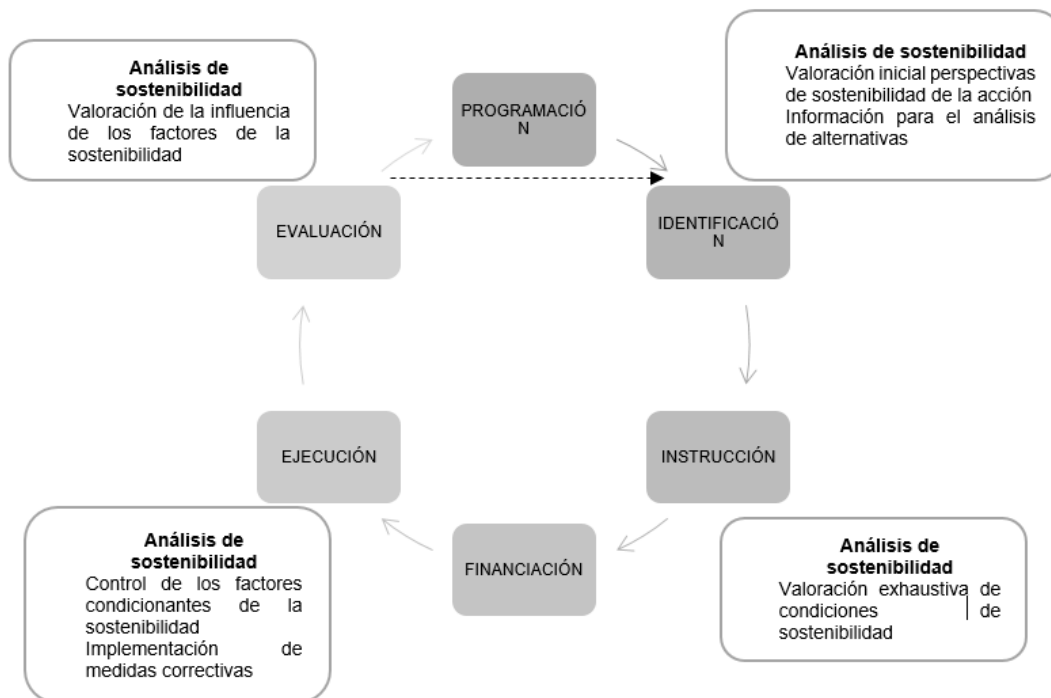 Análisis de
sostenibilidad
Valoración de la influencia
de los factores de la
sostenibilidad
PROGRAMACIÓ
N
Análisis de sostenibilidad
Valoración inicial perspectivas
de sostenibilidad de la acción
Información para el análisis
de alternativas
EVALUACIÓN
IDENTIFICACIÓ
N
EJECUCIÓN
INSTRUCCIÓN
Análisis de
sostenibilidad
Control de los factores
condicionantes de la
sostenibilidad
Implementación de
medidas correctivas
FINANCIACIÓN
Análisis de
sostenibilidad
Valoración exhaustiva de
condiciones de
sostenibilidad